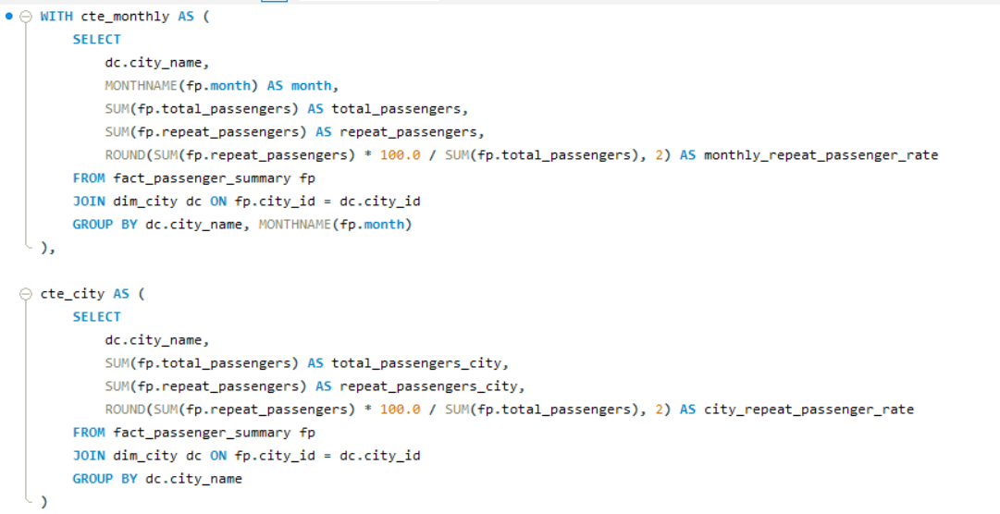 WITH cte_monthly AS (
SELECT
dc.city_name,
MONTHNAME(fp.month) AS month,
SUM(fp.total_passengers) AS total_passengers,
SUM(fp.repeat_passengers) AS repeat_passengers,
ROUND(SUM(fp.repeat_passengers) * 100.0 / SUM(fp.total_passengers), 2) AS monthly_repeat_passenger_rate
FROM fact_passenger_summary fp
JOIN dim_city dc ON fp.city_id = dc.city_id
GROUP BY dc.city_name, MONTHNAME(fp.month)
),
cte_city AS (
SELECT
dc.city_name,
SUM(fp.total_passengers) AS total_passengers_city,
SUM(fp.repeat_passengers) AS repeat_passengers_city,
ROUND(SUM(fp.repeat_passengers) * 100.0 / SUM(fp.total_passengers), 2) AS city_repeat_passenger_rate
FROM fact_passenger_summary fp
JOIN dim_city dc ON fp.city_id = dc.city_id
GROUP BY dc.city_name
)